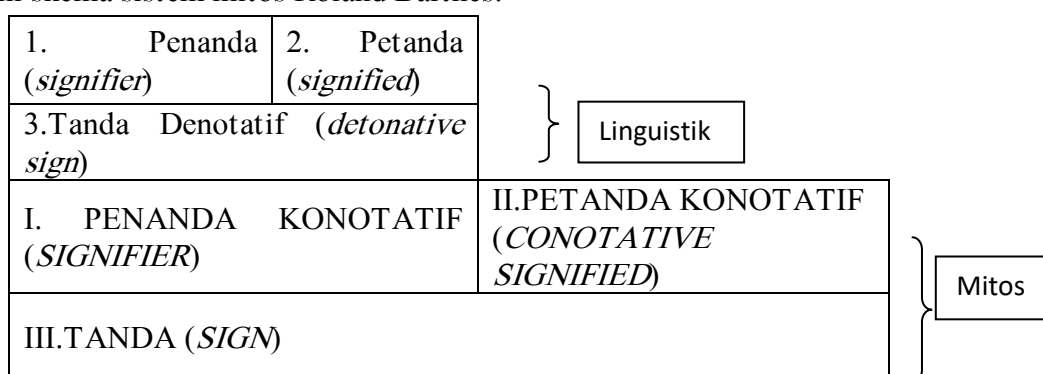 skema sistem mitos Roland Barthes.
1. Penanda
(signifier)
2. Petanda
(signified)
3.Tanda Denotatif (detonative
sign)
Linguistik
I. PENANDA KONOTATIF
(SIGNIFIER)
II.PETANDA KONOTATIF
(CONOTATIVE
SIGNIFIED)
Mitos
III.TANDA (SIGN)